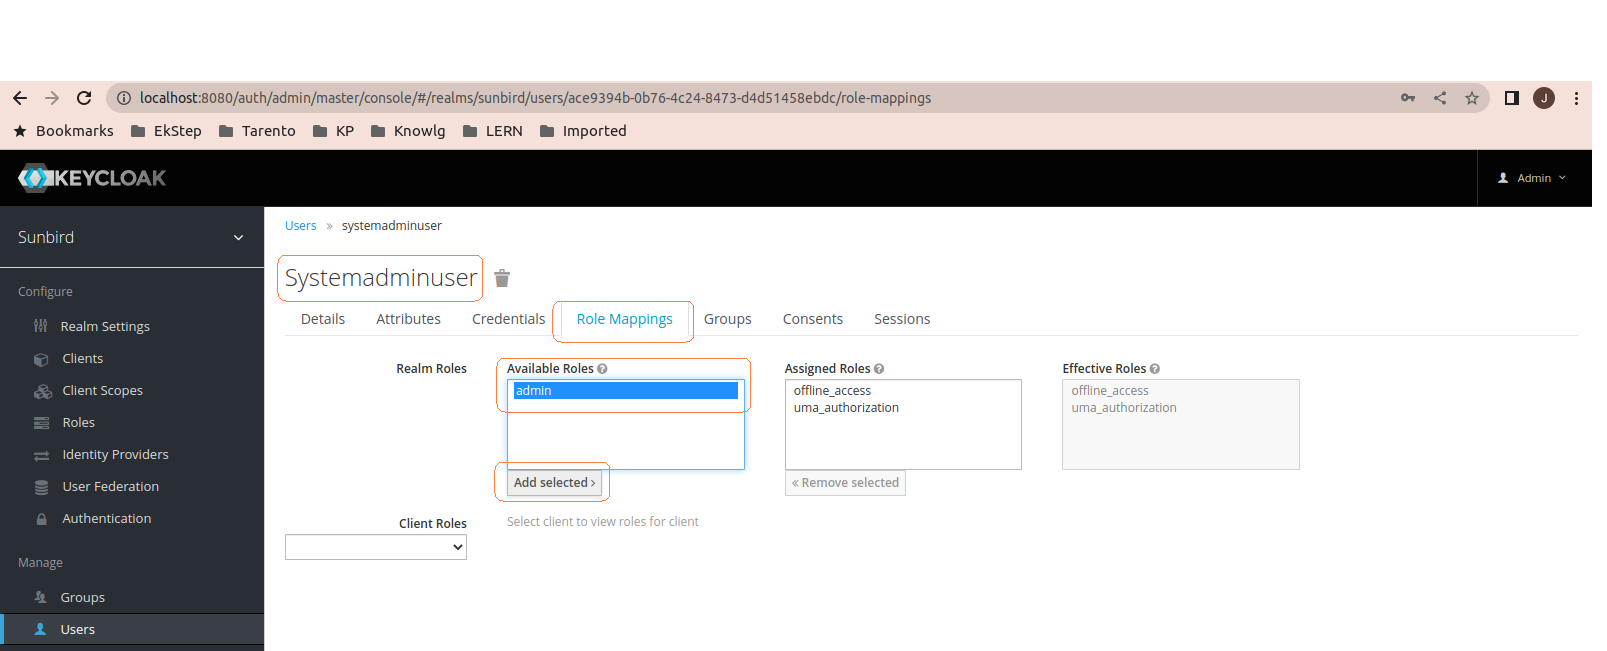 localhost:8080/auth/admin/master/console/#/realms/sunbird/users/ace9394b-0b76-4c24-8473-d4d51458ebdc/role-mappings
J
Bookmarks EkStep Tarento KP Knowlg LERN Imported
KEYCLOAK
Admin
Sunbird
Users » systemadminuser
Systemadminuser
Configure
Realm Settings
Clients
Client Scopes
Roles
Identity Providers
User Federation
Authentication
Manage
Groups
Users
Details Attributes Credentials Role Mappings Groups Consents Sessions
Realm Roles
Available Roles
admin
Add selected ›
Assigned Roles
offline_access
uma_authorization
« Remove selected
Effective Roles
offline_access
uma_authorization
Client Roles
Select client to view roles for client